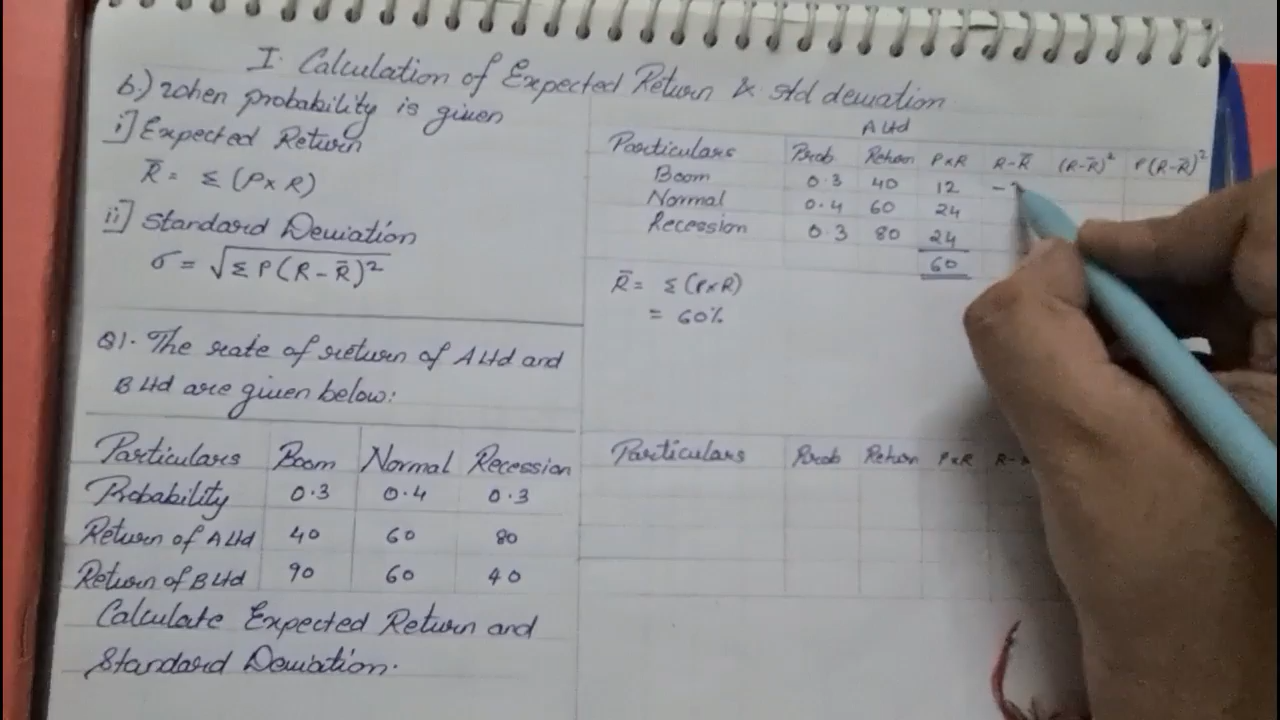 I. Calculation of Expected Return & std deviation
b.) when probability is given
i] Expected Return
R̄ = Σ (P×R)
ii] Standard Deviation
σ = √Σ P(R-R̄)²
Q1. The rate of return of A Ltd and
B Ltd are given below:
Particulars Boom Normal Recession
Probability 0.3 0.4 0.3
Return of A Ltd 40 60 80
Return of B Ltd 90 60 40
Calculate Expected Return and
Standard Deviation.
A Ltd
Particulars Prob Return P×R R-R̄ (R-R̄)² P(R-R̄)²
Boom 0.3 40 12
Normal 0.4 60 24
Recession 0.3 80 24
60
R̄ = Σ (P×R)
= 60%
Particulars Prob Return P×R